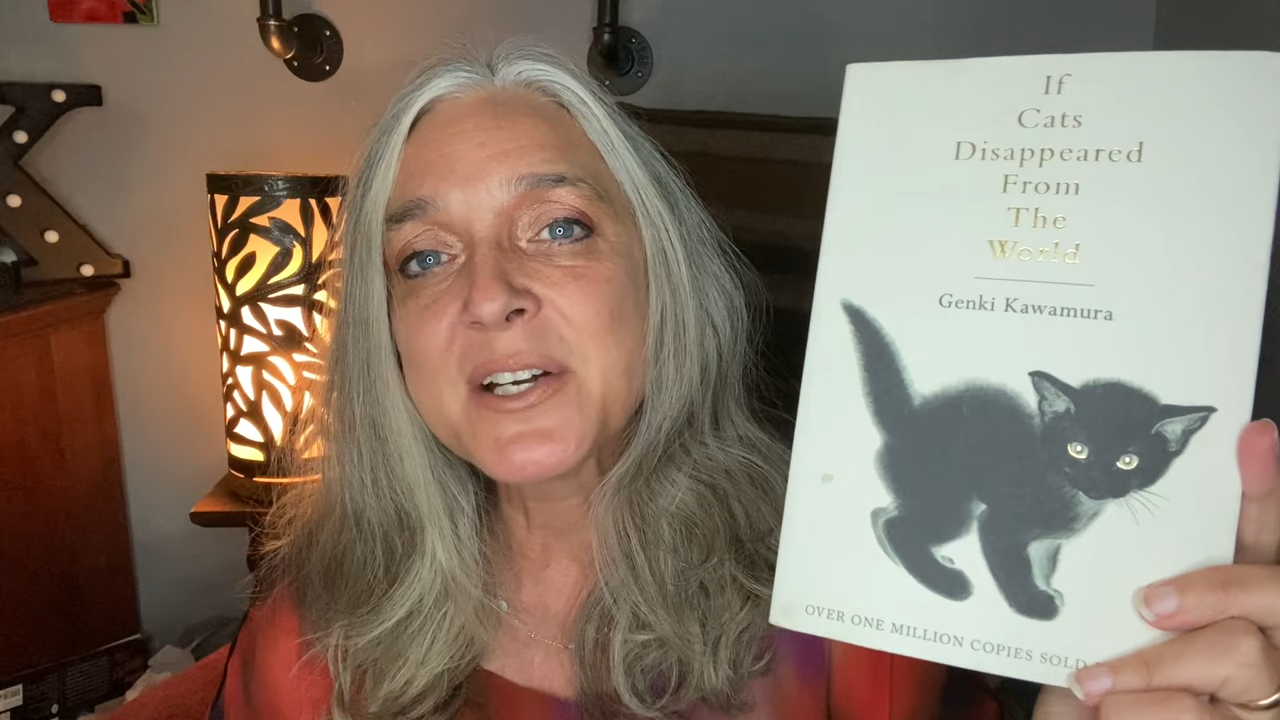 If
Cats
Disappeared
From
The
World
Genki Kawamura
OVER ONE MILLION COPIES SOLD